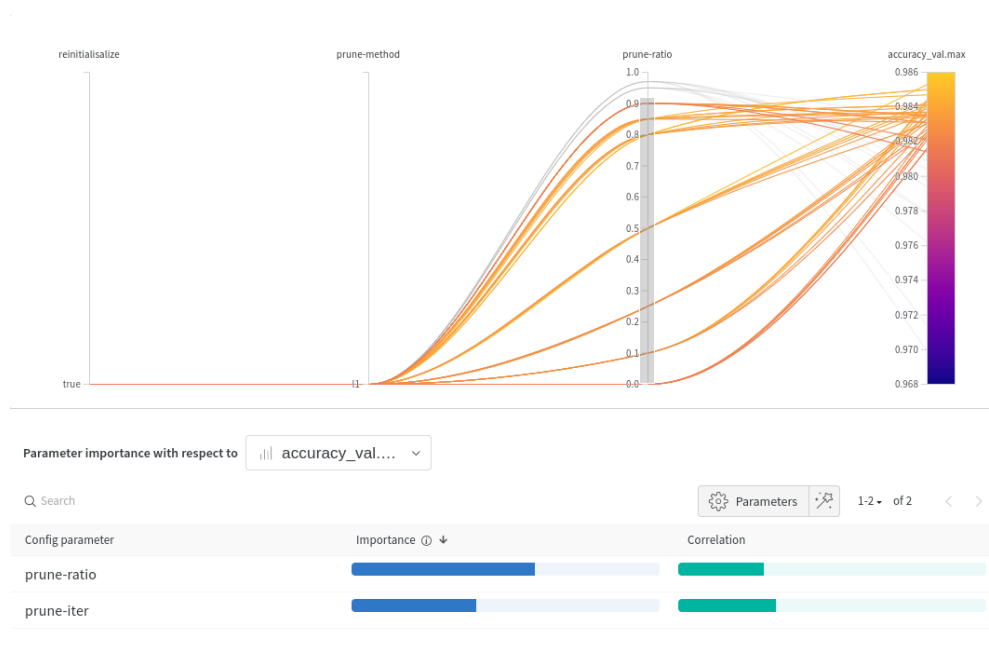 reinitialisalize prune-method prune-ratio accuracy_val.max
1.0 0.986
0.9 0.984
0.8 0.982
0.7 0.980
0.6
0.5 0.978
0.4 0.976
0.3 0.974
0.2 0.972
0.1 0.970
true l1 0.0 0.968
Parameter importance with respect to accuracy_val....
Search Parameters 1-2 of 2
Config parameter Importance Correlation
prune-ratio
prune-iter